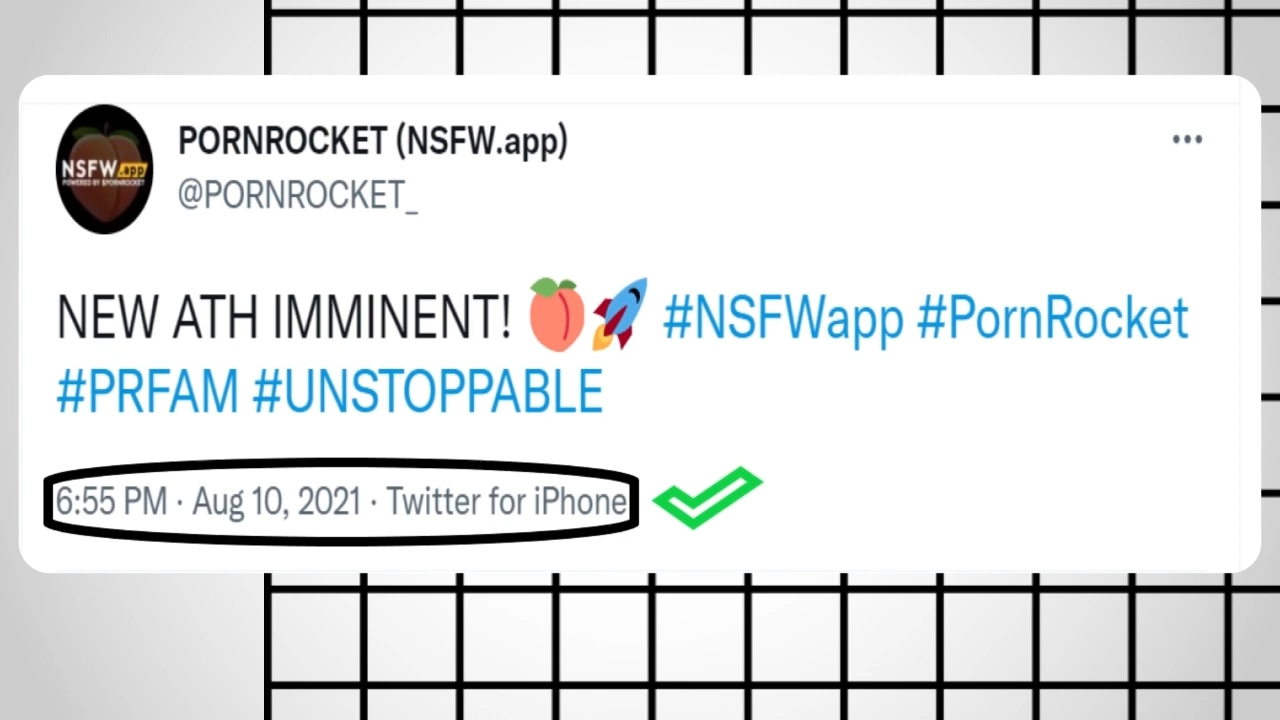 PORNROCKET (NSFW.app)
@PORNROCKET_
NSFW.app
POWERED BY $PORNROCKET
NEW ATH IMMINENT! 🍑🚀 #NSFWapp #PornRocket
#PRFAM #UNSTOPPABLE
6:55 PM · Aug 10, 2021 · Twitter for iPhone